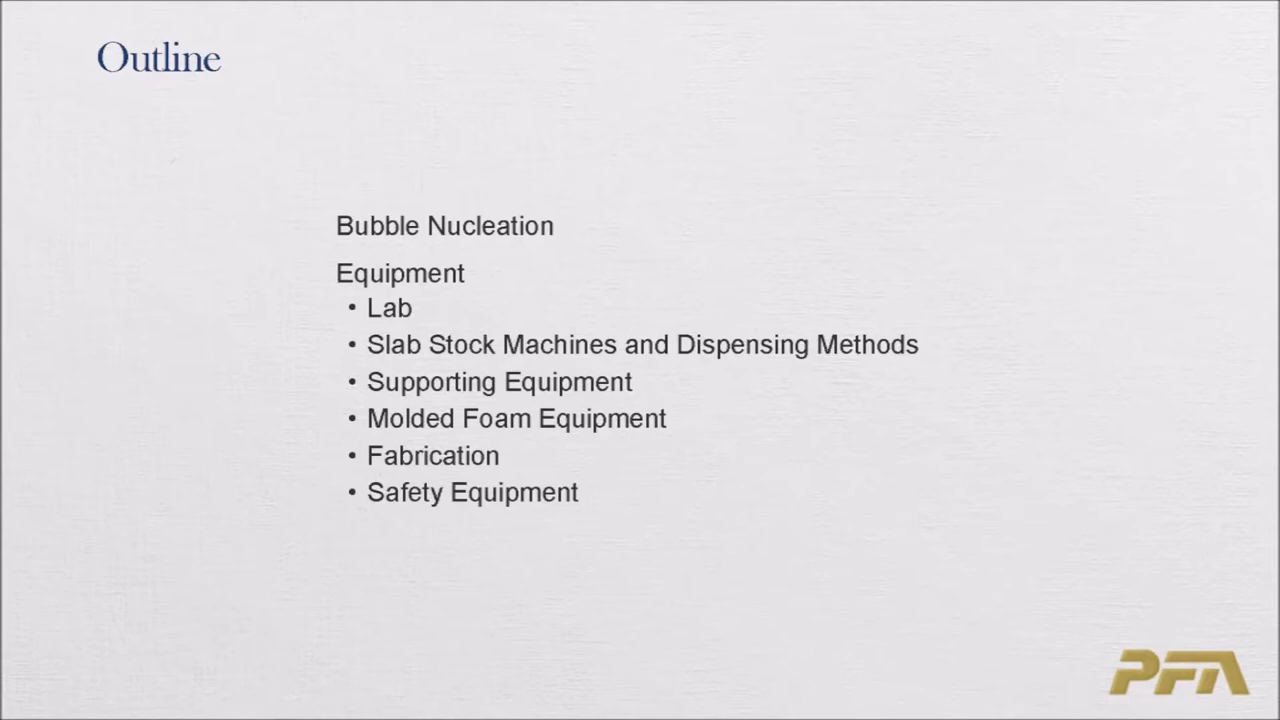 Outline
Bubble Nucleation
Equipment
• Lab
• Slab Stock Machines and Dispensing Methods
• Supporting Equipment
• Molded Foam Equipment
• Fabrication
• Safety Equipment
PFA